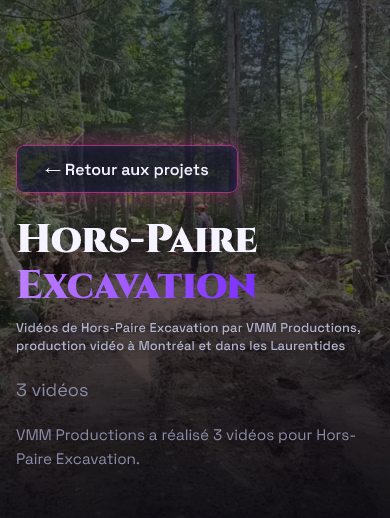 ← Retour aux projets
Hors-Paire
Excavation
Vidéos de Hors-Paire Excavation par VMM Productions,
production vidéo à Montréal et dans les Laurentides
3 vidéos
VMM Productions a réalisé 3 vidéos pour Hors-
Paire Excavation.